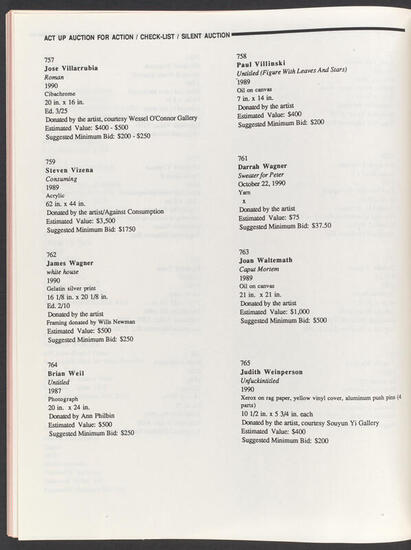 ACT UP AUCTION FOR ACTION / CHECK-LIST / SILENT AUCTION
757
Jose Villarrubia
Roman
1990
Cibachrome
20 in. x 16 in.
Ed. 3/25
Donated by the artist, courtesy Wessel O'Connor Gallery
Estimated Value: $400 - $500
Suggested Minimum Bid: $200 - $250
758
Paul Villinski
Untitled (Figure With Leaves And Stars)
1989
Oil on canvas
7 in. x 14 in.
Donated by the artist
Estimated Value: $400
Suggested Minimum Bid: $200
759
Steven Vizena
Consuming
1989
Acrylic
62 in. x 44 in.
Donated by the artist/Against Consumption
Estimated Value: $3,500
Suggested Minimum Bid: $1750
761
Darrah Wagner
Sweater for Peter
October 22, 1990
Yarn
x
Donated by the artist
Estimated Value: $75
Suggested Minimum Bid: $37.50
762
James Wagner
white house
1990
Gelatin silver print
16 1/8 in. x 20 1/8 in.
Ed. 2/10
Donated by the artist
Framing donated by Wills Newman
Estimated Value: $500
Suggested Minimum Bid: $250
763
Joan Waltemath
Caput Mortem
1989
Oil on canvas
21 in. x 21 in.
Donated by the artist
Estimated Value: $1,000
Suggested Minimum Bid: $500
764
Brian Weil
Untitled
1987
Photograph
20 in. x 24 in.
Donated by Ann Philbin
Estimated Value: $500
Suggested Minimum Bid: $250
765
Judith Weinperson
Unfuckintitled
1990
Xerox on rag paper, yellow vinyl cover, aluminum push pins (4
parts)
10 1/2 in. x 5 3/4 in. each
Donated by the artist, courtesy Souyun Yi Gallery
Estimated Value: $400
Suggested Minimum Bid: $200